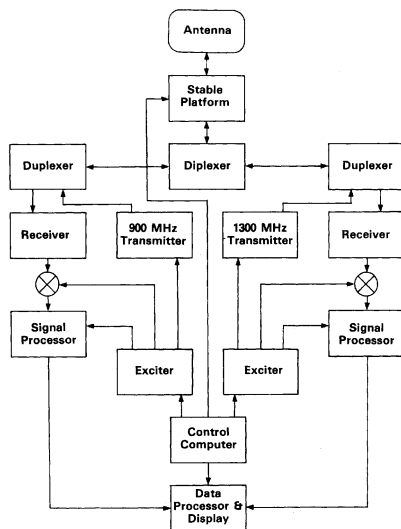 Antenna
Stable
Platform
Duplexer
Diplexer
Duplexer
Receiver
900 MHz
Transmitter
1300 MHz
Transmitter
Receiver
Signal
Processor
Exciter
Exciter
Signal
Processor
Control
Computer
Data
Processor &
Display